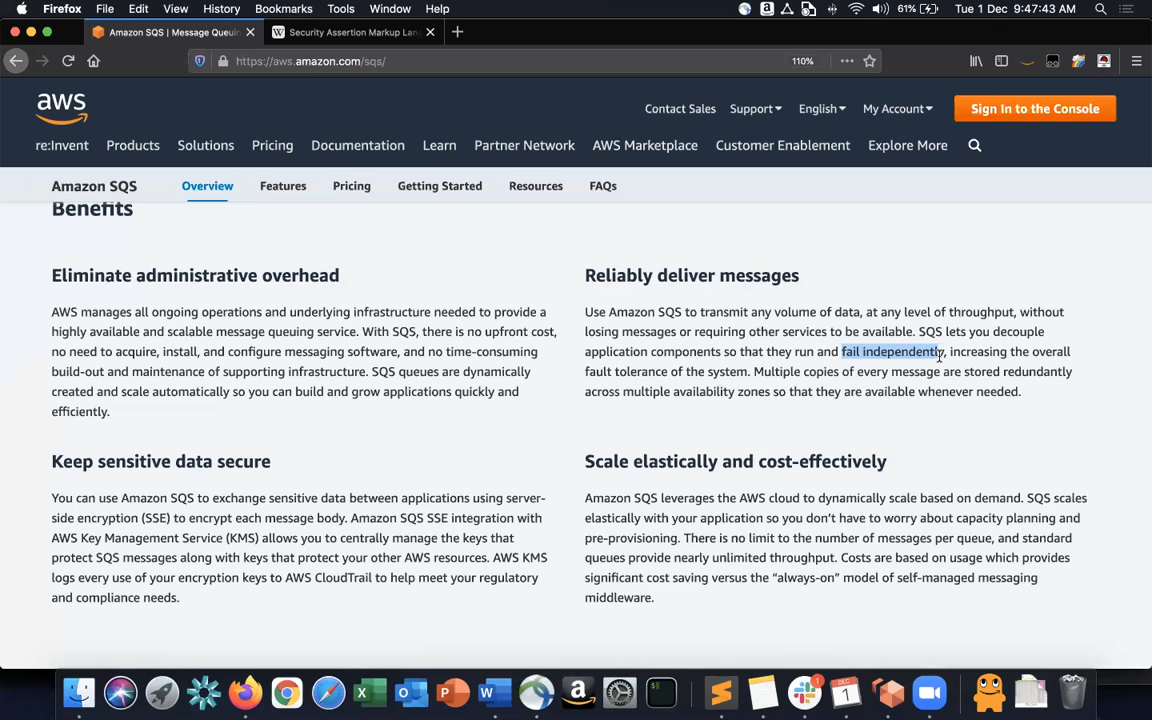 Firefox File Edit View History Bookmarks Tools Window Help 61% Tue 1 Dec 9:47:43 AM
Amazon SQS | Message Queuin Security Assertion Markup Lan
https://aws.amazon.com/sqs/ 110%
aws
Contact Sales Support English My Account Sign In to the Console
re:Invent Products Solutions Pricing Documentation Learn Partner Network AWS Marketplace Customer Enablement Explore More
Amazon SQS Overview Features Pricing Getting Started Resources FAQs
Benefits
Eliminate administrative overhead
AWS manages all ongoing operations and underlying infrastructure needed to provide a
highly available and scalable message queuing service. With SQS, there is no upfront cost,
no need to acquire, install, and configure messaging software, and no time-consuming
build-out and maintenance of supporting infrastructure. SQS queues are dynamically
created and scale automatically so you can build and grow applications quickly and
efficiently.
Reliably deliver messages
Use Amazon SQS to transmit any volume of data, at any level of throughput, without
losing messages or requiring other services to be available. SQS lets you decouple
application components so that they run and fail independently, increasing the overall
fault tolerance of the system. Multiple copies of every message are stored redundantly
across multiple availability zones so that they are available whenever needed.
Keep sensitive data secure
You can use Amazon SQS to exchange sensitive data between applications using server-
side encryption (SSE) to encrypt each message body. Amazon SQS SSE integration with
AWS Key Management Service (KMS) allows you to centrally manage the keys that
protect SQS messages along with keys that protect your other AWS resources. AWS KMS
logs every use of your encryption keys to AWS CloudTrail to help meet your regulatory
and compliance needs.
Scale elastically and cost-effectively
Amazon SQS leverages the AWS cloud to dynamically scale based on demand. SQS scales
elastically with your application so you don’t have to worry about capacity planning and
pre-provisioning. There is no limit to the number of messages per queue, and standard
queues provide nearly unlimited throughput. Costs are based on usage which provides
significant cost saving versus the “always-on” model of self-managed messaging
middleware.